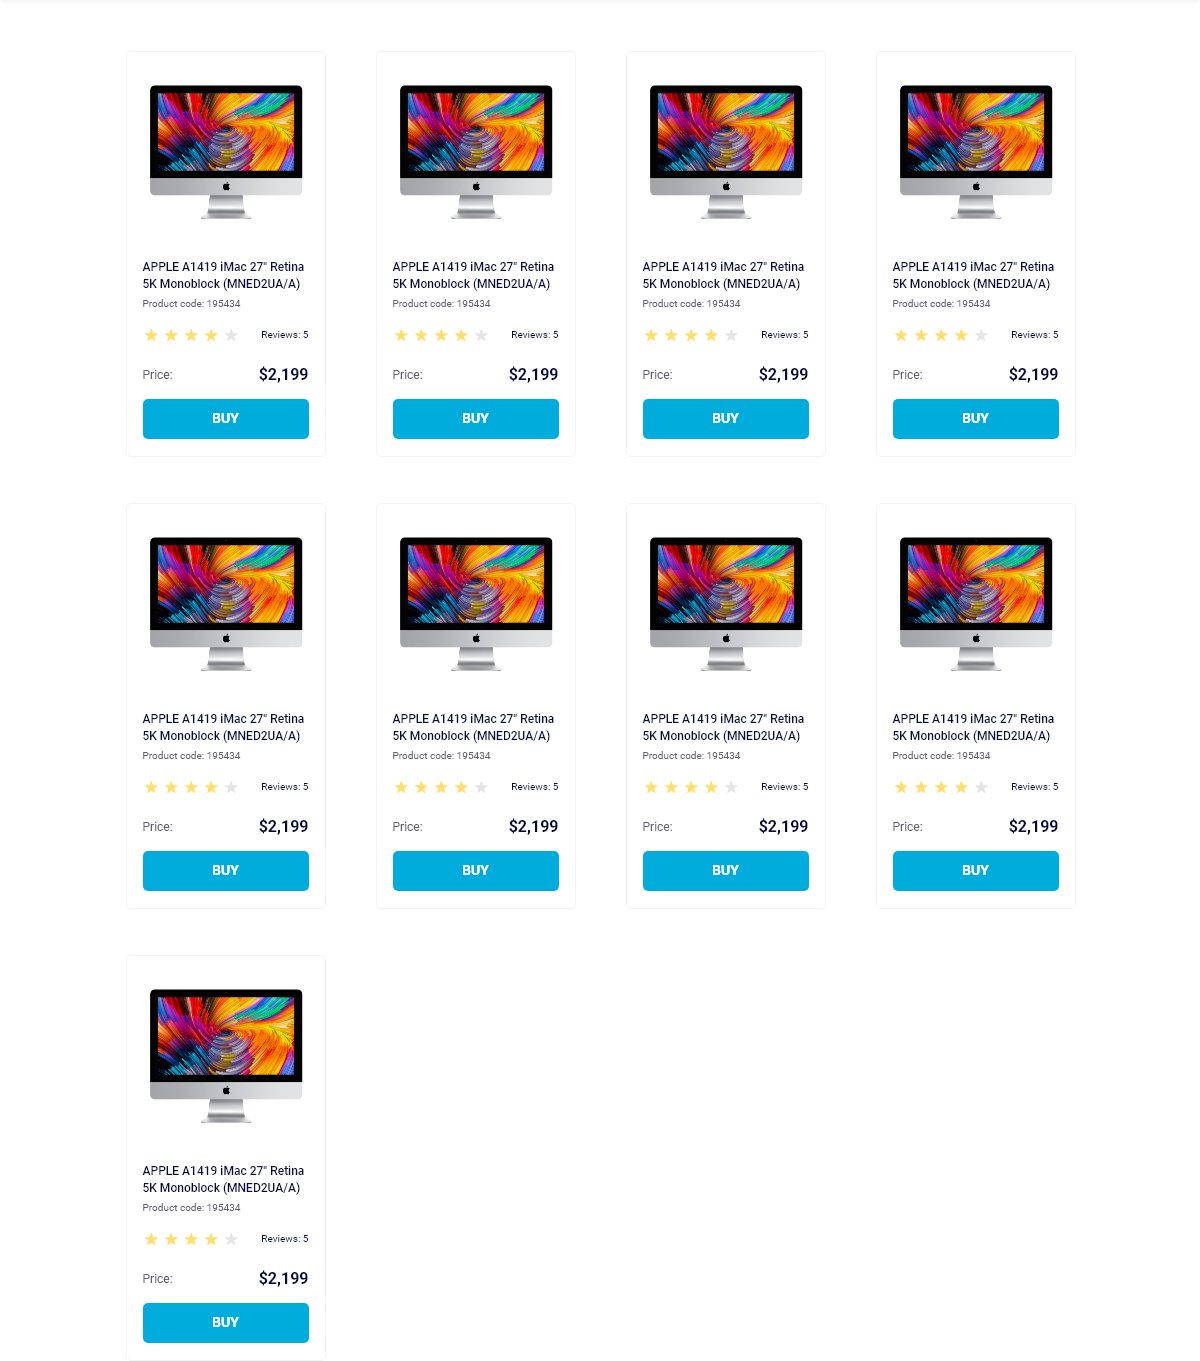 APPLE A1419 iMac 27" Retina
5K Monoblock (MNED2UA/A)
Product code: 195434
Reviews: 5
Price: $2,199
BUY
APPLE A1419 iMac 27" Retina
5K Monoblock (MNED2UA/A)
Product code: 195434
Reviews: 5
Price: $2,199
BUY
APPLE A1419 iMac 27" Retina
5K Monoblock (MNED2UA/A)
Product code: 195434
Reviews: 5
Price: $2,199
BUY
APPLE A1419 iMac 27" Retina
5K Monoblock (MNED2UA/A)
Product code: 195434
Reviews: 5
Price: $2,199
BUY
APPLE A1419 iMac 27" Retina
5K Monoblock (MNED2UA/A)
Product code: 195434
Reviews: 5
Price: $2,199
BUY
APPLE A1419 iMac 27" Retina
5K Monoblock (MNED2UA/A)
Product code: 195434
Reviews: 5
Price: $2,199
BUY
APPLE A1419 iMac 27" Retina
5K Monoblock (MNED2UA/A)
Product code: 195434
Reviews: 5
Price: $2,199
BUY
APPLE A1419 iMac 27" Retina
5K Monoblock (MNED2UA/A)
Product code: 195434
Reviews: 5
Price: $2,199
BUY
APPLE A1419 iMac 27" Retina
5K Monoblock (MNED2UA/A)
Product code: 195434
Reviews: 5
Price: $2,199
BUY